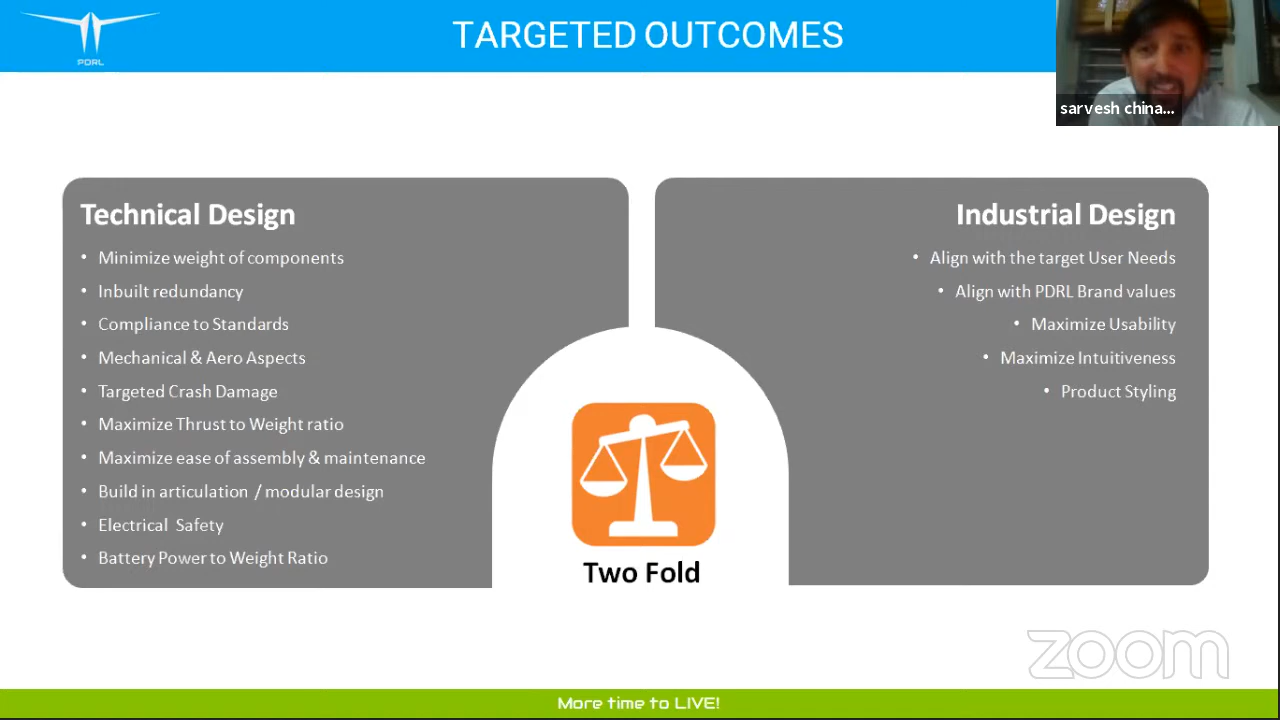 TARGETED OUTCOMES
PDRL
sarvesh china...
Technical Design
• Minimize weight of components
• Inbuilt redundancy
• Compliance to Standards
• Mechanical & Aero Aspects
• Targeted Crash Damage
• Maximize Thrust to Weight ratio
• Maximize ease of assembly & maintenance
• Build in articulation / modular design
• Electrical Safety
• Battery Power to Weight Ratio
Industrial Design
• Align with the target User Needs
• Align with PDRL Brand values
• Maximize Usability
• Maximize Intuitiveness
• Product Styling
Two Fold
zoom
More time to LIVE!